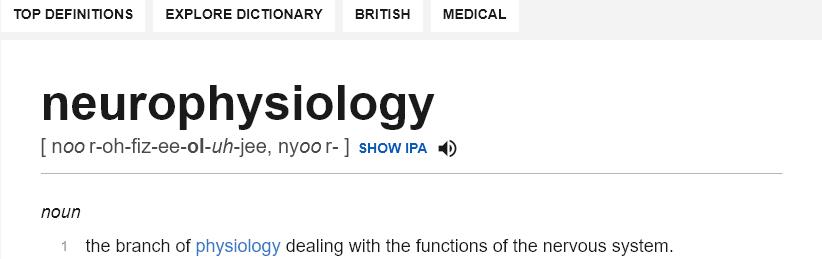 TOP DEFINITIONS EXPLORE DICTIONARY BRITISH MEDICAL
neurophysiology
[ noo r-oh-fiz-ee-ol-uh-jee, nyoo r- ] SHOW IPA
noun
1 the branch of physiology dealing with the functions of the nervous system.